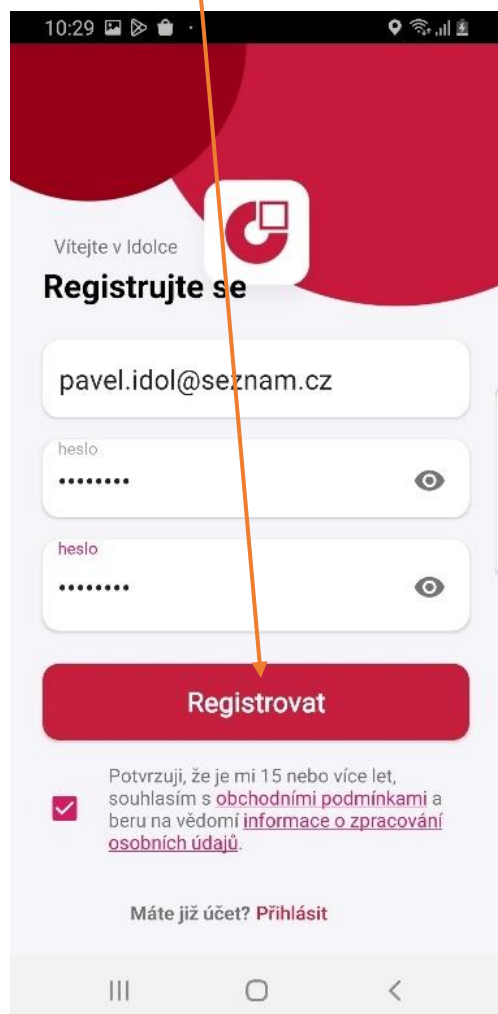 10:29
Vítejte v Idolce
Registrujte se
pavel.idol@seznam.cz
heslo
••••••••
heslo
••••••••
Registrovat
Potvrzuji, že je mi 15 nebo více let,
souhlasím s obchodními podmínkami a
beru na vědomí informace o zpracování
osobních údajů.
Máte již účet? Přihlásit